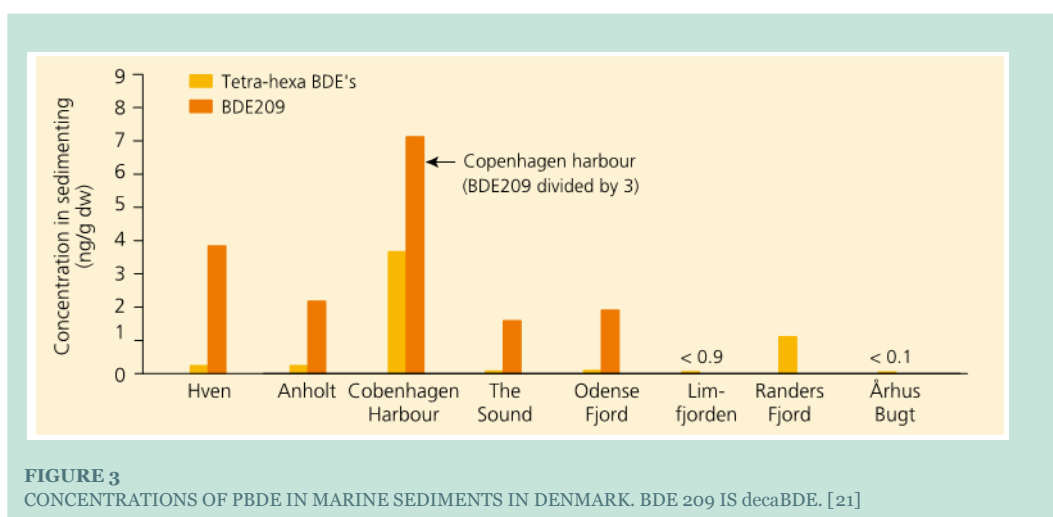 9
8
7
6
5
4
3
2
1
0
Concentration in sedimenting
(ng/g dw)
Tetra-hexa BDE's
BDE209
Copenhagen harbour
(BDE209 divided by 3)
< 0.9
< 0.1
Hven
Anholt
Cobenhagen
Harbour
The
Sound
Odense
Fjord
Lim-
fjorden
Randers
Fjord
Århus
Bugt
FIGURE 3
CONCENTRATIONS OF PBDE IN MARINE SEDIMENTS IN DENMARK. BDE 209 IS decaBDE. [21]